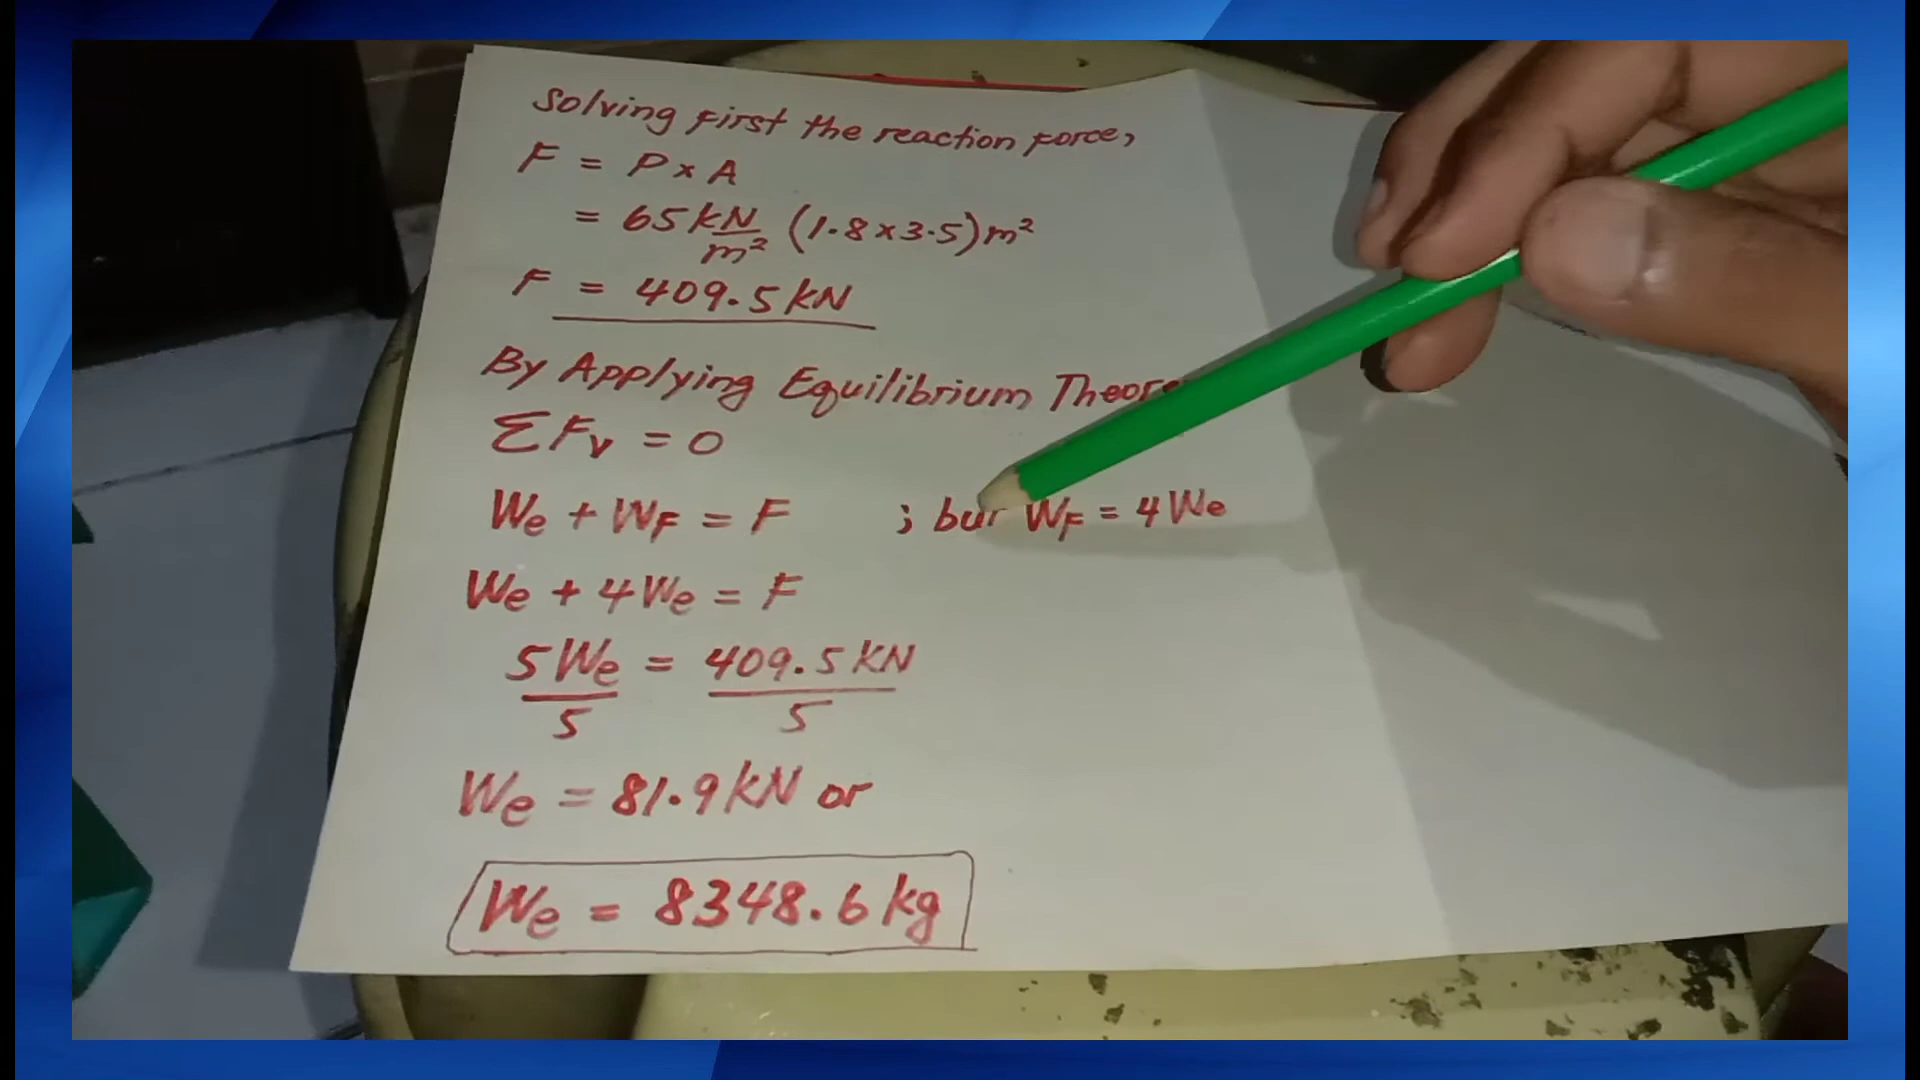 Solving first the reaction force,
F = P x A
= 65 kN/m² (1.8x3.5)m²
F = 409.5 kN
By Applying Equilibrium
ΣFv = 0
We + WF = F ; but WF = 4We
We + 4We = F
5We/5 = 409.5 kN/5
We = 81.9 kN or
We = 8348.6 kg